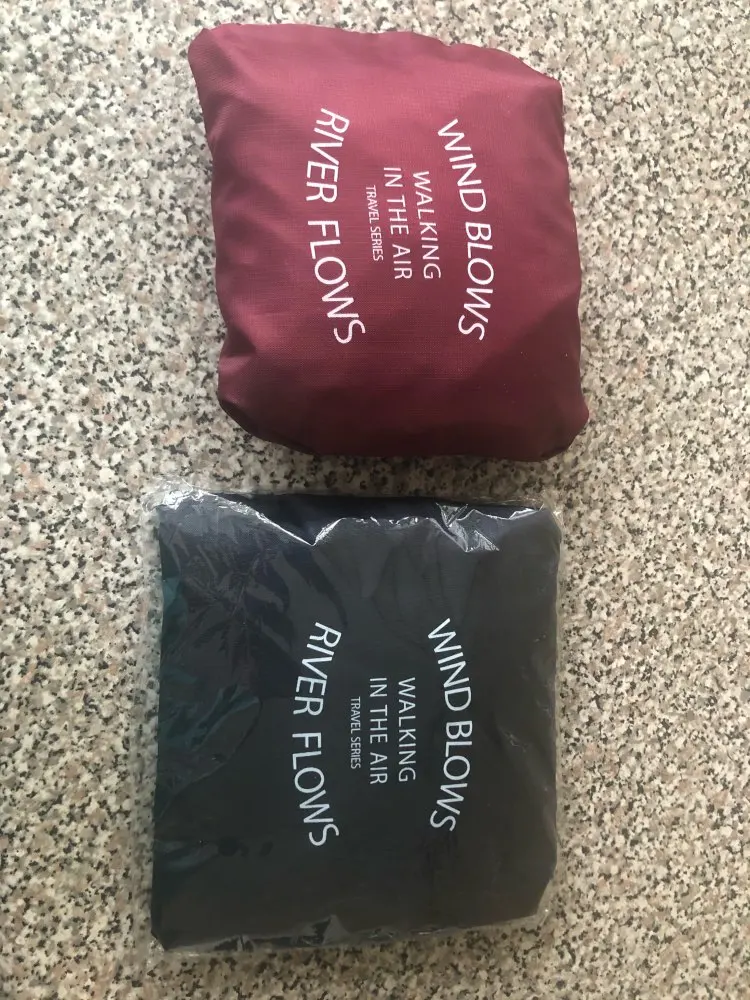 WIND BLOWS
WALKING
IN THE AIR
TRAVEL SERIES
RIVER FLOWS
WIND BLOWS
WALKING
IN THE AIR
TRAVEL SERIES
RIVER FLOWS